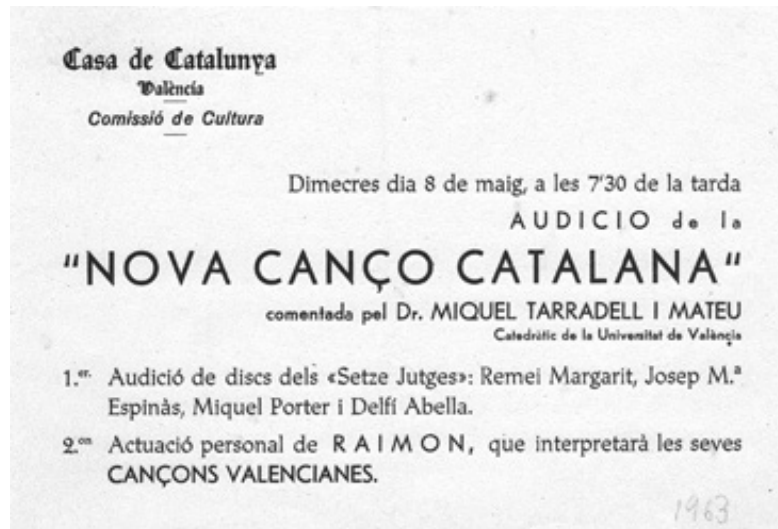 Casa de Catalunya
València
Comissió de Cultura
Dimecres dia 8 de maig, a les 7'30 de la tarda
AUDICIO de la
"NOVA CANÇO CATALANA"
comentada pel Dr. MIQUEL TARRADELL I MATEU
Catedràtic de la Universitat de València
1.er Audició de discs dels «Setze Jutges»: Remei Margarit, Josep M.ª
Espinàs, Miquel Porter i Delfí Abella.
2.on Actuació personal de RAIMON, que interpretarà les seves
CANÇONS VALENCIANES.
1963